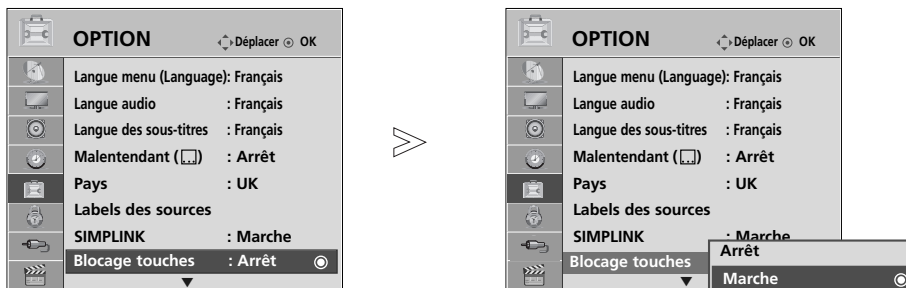 OPTION
Déplacer OK
Langue menu (Language): Français
Langue audio : Français
Langue des sous-titres : Français
Malentendant ( ) : Arrêt
Pays : UK
Labels des sources
SIMPLINK : Marche
Blocage touches : Arrêt
OPTION
Déplacer OK
Langue menu (Language): Français
Langue audio : Français
Langue des sous-titres : Français
Malentendant ( ) : Arrêt
Pays : UK
Labels des sources
SIMPLINK : Marche
Blocage touches
Arrêt
Marche